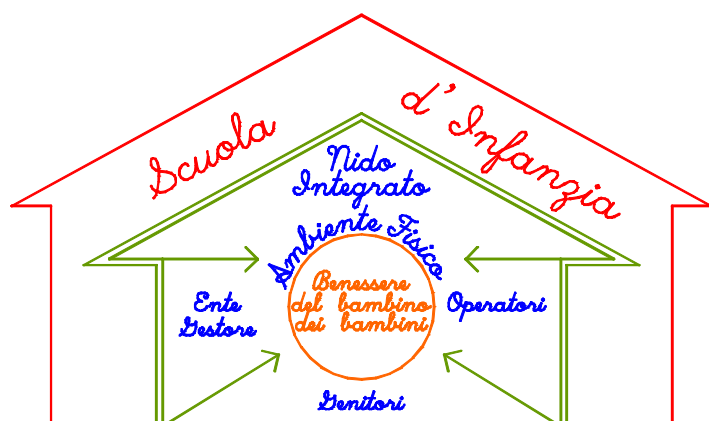 Scuola d'Infanzia
Nido
Integrato
Ambiente Fisico
Benessere
del bambino
dei bambini
Ente
Gestore
Operatori
Genitori